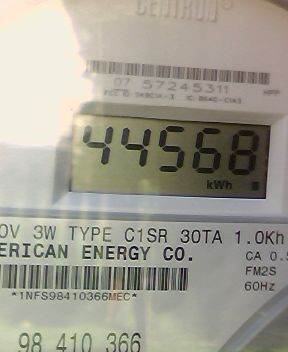 CENTRON
07 57245311
44568
kWh
0V 3W TYPE C1SR 30TA 1.0Kh
ERICAN ENERGY CO.
CA 0.5
FM2S
60Hz
*1NFS98410366MEC*
98 410 366